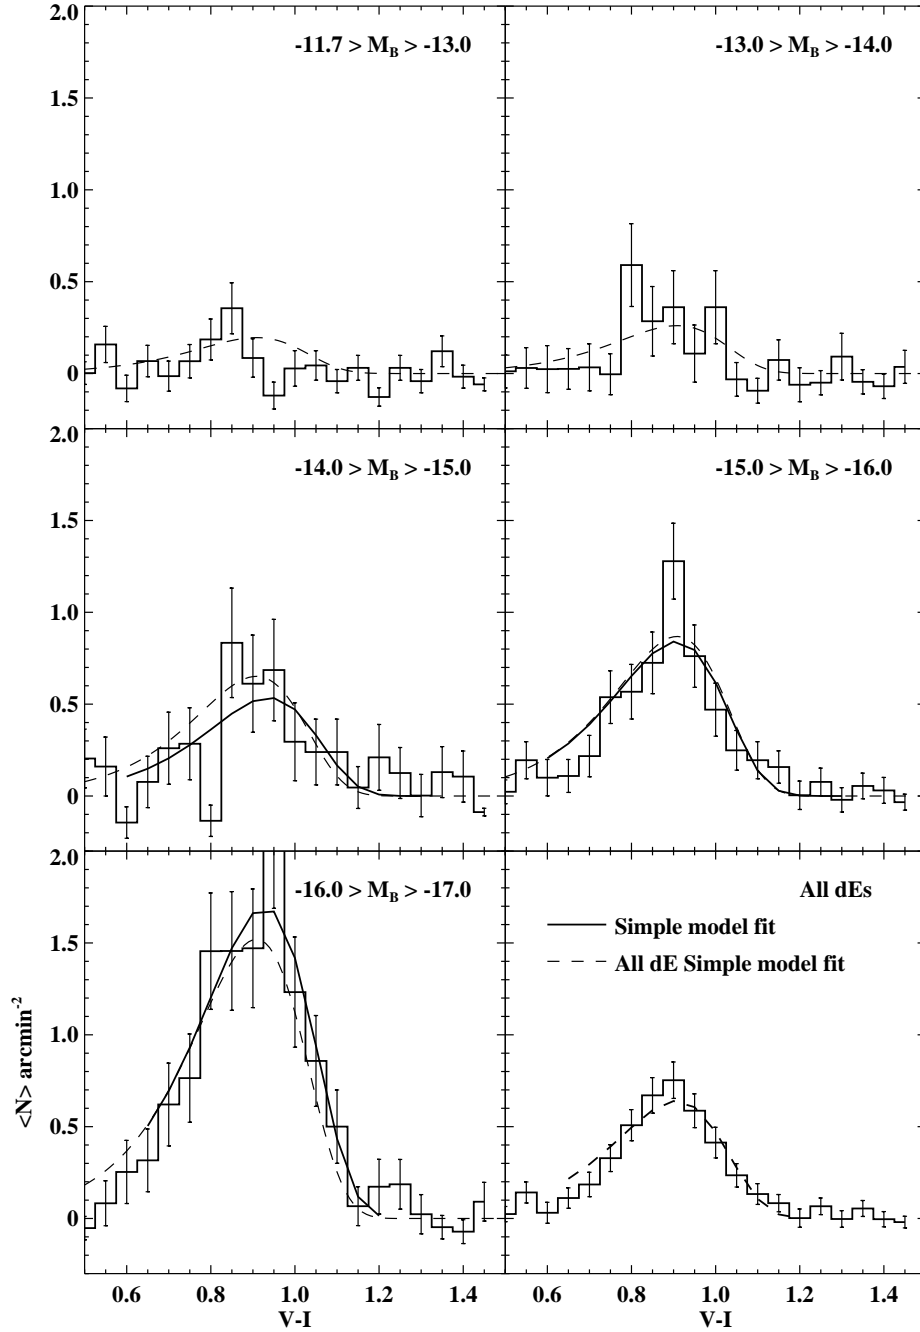 2.0
-11.7 > M_B > -13.0
-13.0 > M_B > -14.0
1.5
1.0
0.5
0
2.0
-14.0 > M_B > -15.0
-15.0 > M_B > -16.0
1.5
1.0
0.5
0
2.0
-16.0 > M_B > -17.0
All dEs
Simple model fit
All dE Simple model fit
1.5
1.0
0.5
0
<N> arcmin^-2
0.6 0.8 1.0 1.2 1.4
0.6 0.8 1.0 1.2 1.4
V-I
V-I